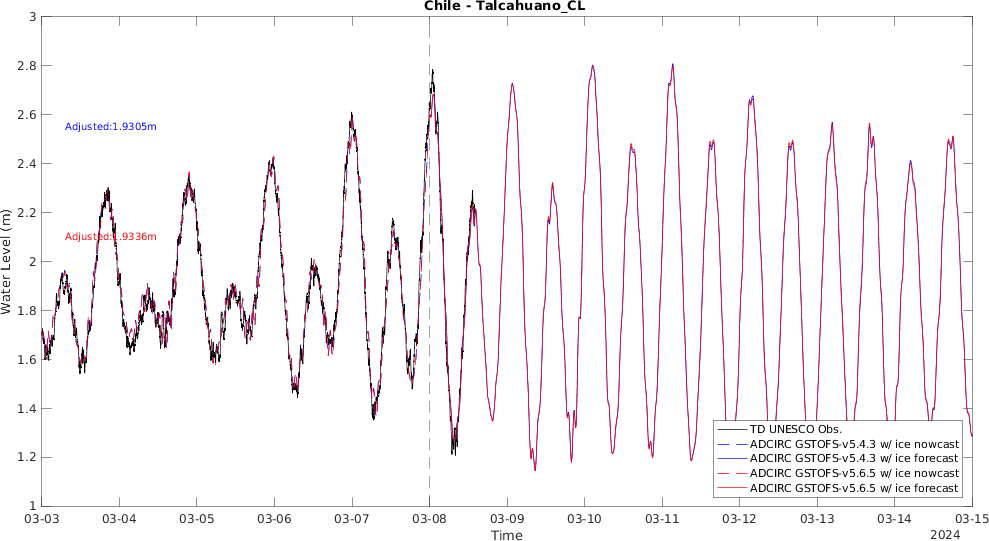 Chile - Talcahuano_CL
3
2.8
2.6
2.4
2.2
2
1.8
1.6
1.4
1.2
1
Water Level (m)
Adjusted:1.9305m
Adjusted:1.9336m
TD UNESCO Obs.
ADCIRC GSTOFS-v5.4.3 w/ ice nowcast
ADCIRC GSTOFS-v5.4.3 w/ ice forecast
ADCIRC GSTOFS-v5.6.5 w/ ice nowcast
ADCIRC GSTOFS-v5.6.5 w/ ice forecast
03-03 03-04 03-05 03-06 03-07 03-08 03-09 03-10 03-11 03-12 03-13 03-14 03-15
Time
2024